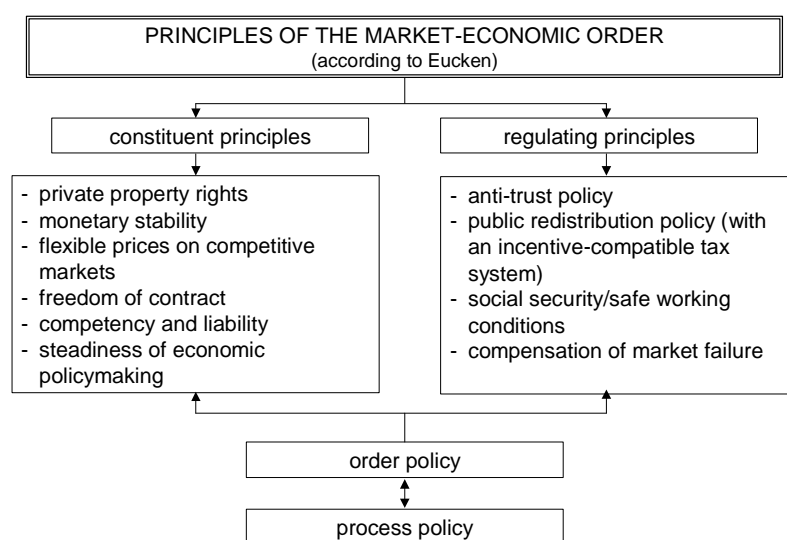 PRINCIPLES OF THE MARKET-ECONOMIC ORDER
(according to Eucken)
constituent principles
regulating principles
- private property rights
- monetary stability
- flexible prices on competitive
markets
- freedom of contract
- competency and liability
- steadiness of economic
policymaking
- anti-trust policy
- public redistribution policy (with
an incentive-compatible tax
system)
- social security/safe working
conditions
- compensation of market failure
order policy
process policy